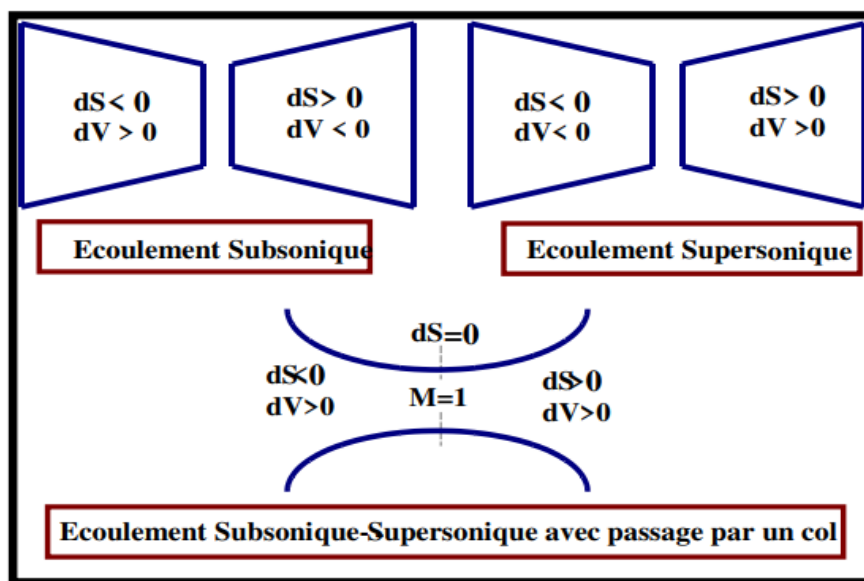 dS< 0
dV > 0
dS> 0
dV < 0
dS< 0
dV< 0
dS> 0
dV >0
Ecoulement Subsonique
Ecoulement Supersonique
dS=0
dS<0
dV>0
M=1
dS>0
dV>0
Ecoulement Subsonique-Supersonique avec passage par un col